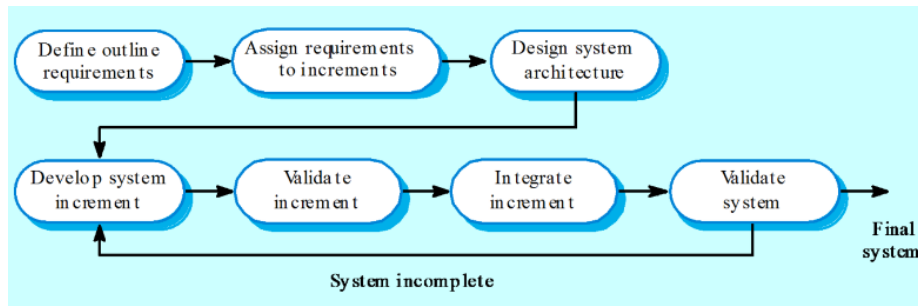 Define outline
requirements
Assign requirements
to increments
Design system
architecture
Develop system
increment
Validate
increment
Integrate
increment
Validate
system
Final
system
System incomplete